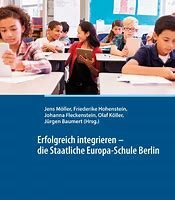 Jens Möller, Friederike Hohenstein,
Johanna Fleckenstein, Olaf Köller,
Jürgen Baumert (Hrsg.)
Erfolgreich integrieren –
die Staatliche Europa-Schule Berlin